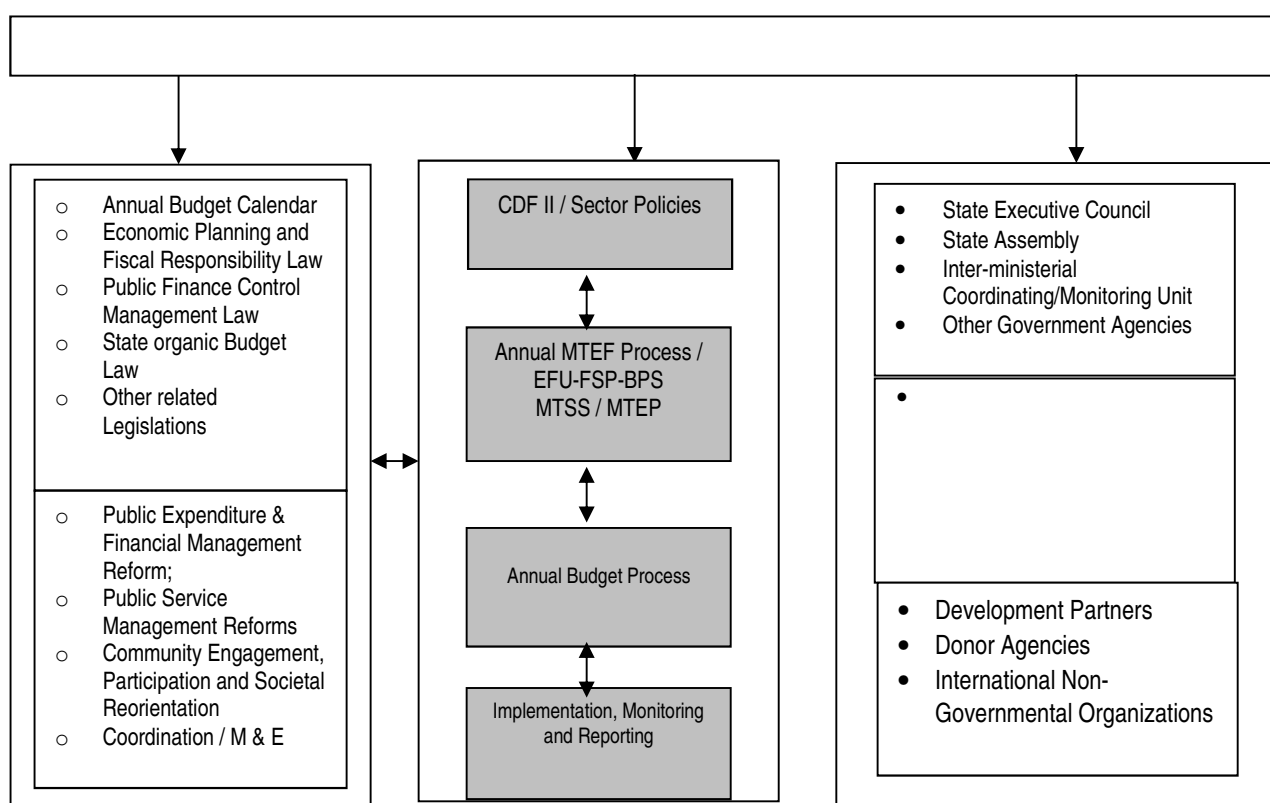 o Annual Budget Calendar
o Economic Planning and
Fiscal Responsibility Law
o Public Finance Control
Management Law
o State organic Budget
Law
o Other related
Legislations
o Public Expenditure &
Financial Management
Reform;
o Public Service
Management Reforms
o Community Engagement,
Participation and Societal
Reorientation
o Coordination / M & E
CDF II / Sector Policies
Annual MTEF Process /
EFU-FSP-BPS
MTSS / MTEP
Annual Budget Process
Implementation, Monitoring
and Reporting
• State Executive Council
• State Assembly
• Inter-ministerial
Coordinating/Monitoring Unit
• Other Government Agencies
•
• Development Partners
• Donor Agencies
• International Non-
Governmental Organizations